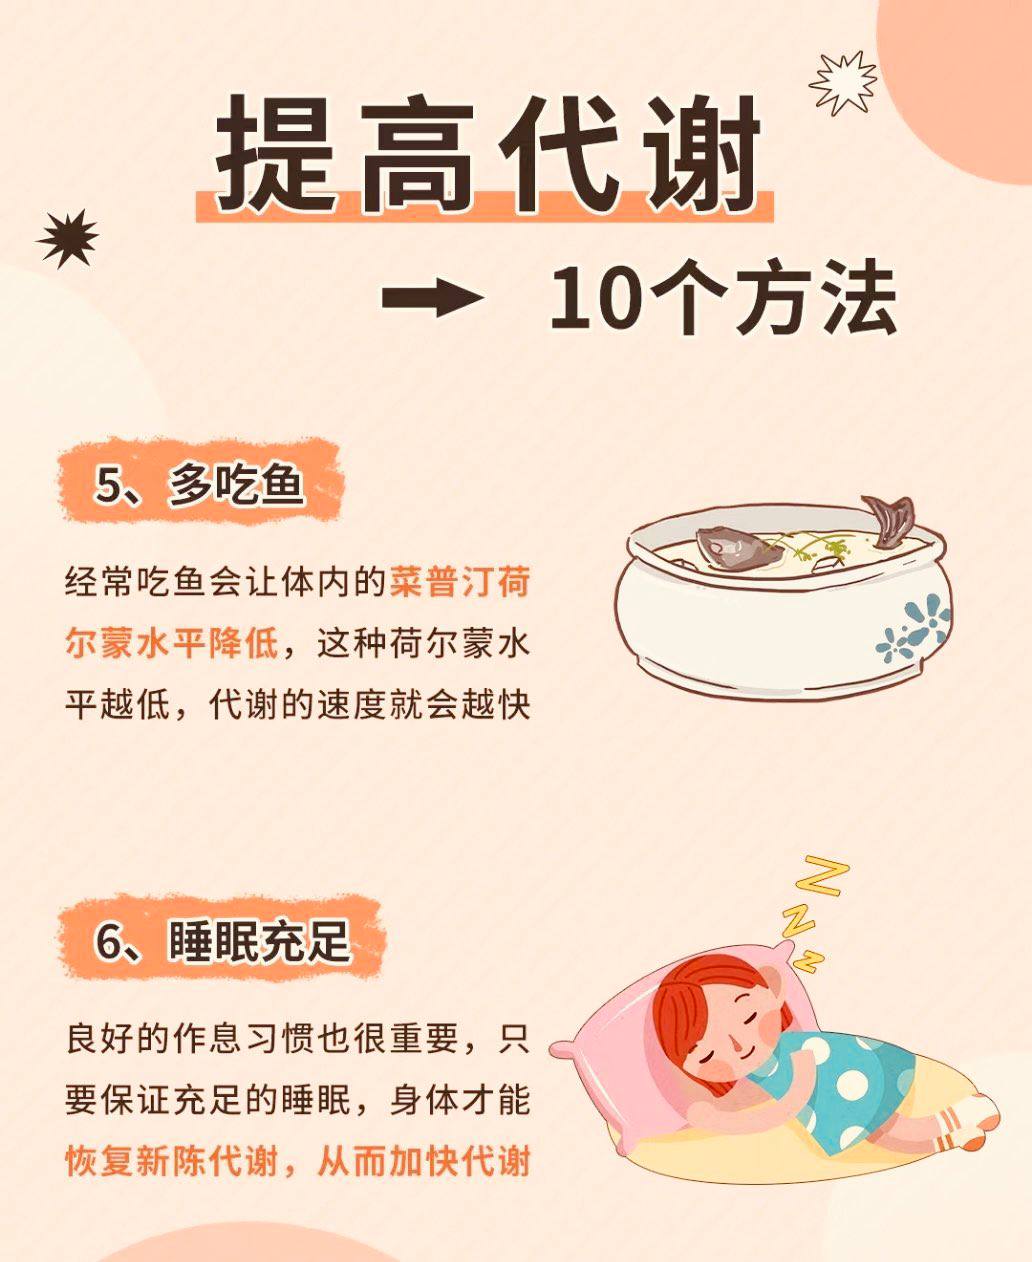 提高代谢
10个方法
5、多吃鱼
经常吃鱼会让体内的菜普汀荷
尔蒙水平降低，这种荷尔蒙水
平越低，代谢的速度就会越快
Z
Z
Z
6、睡眠充足
良好的作息习惯也很重要，只
要保证充足的睡眠，身体才能
恢复新陈代谢，从而加快代谢